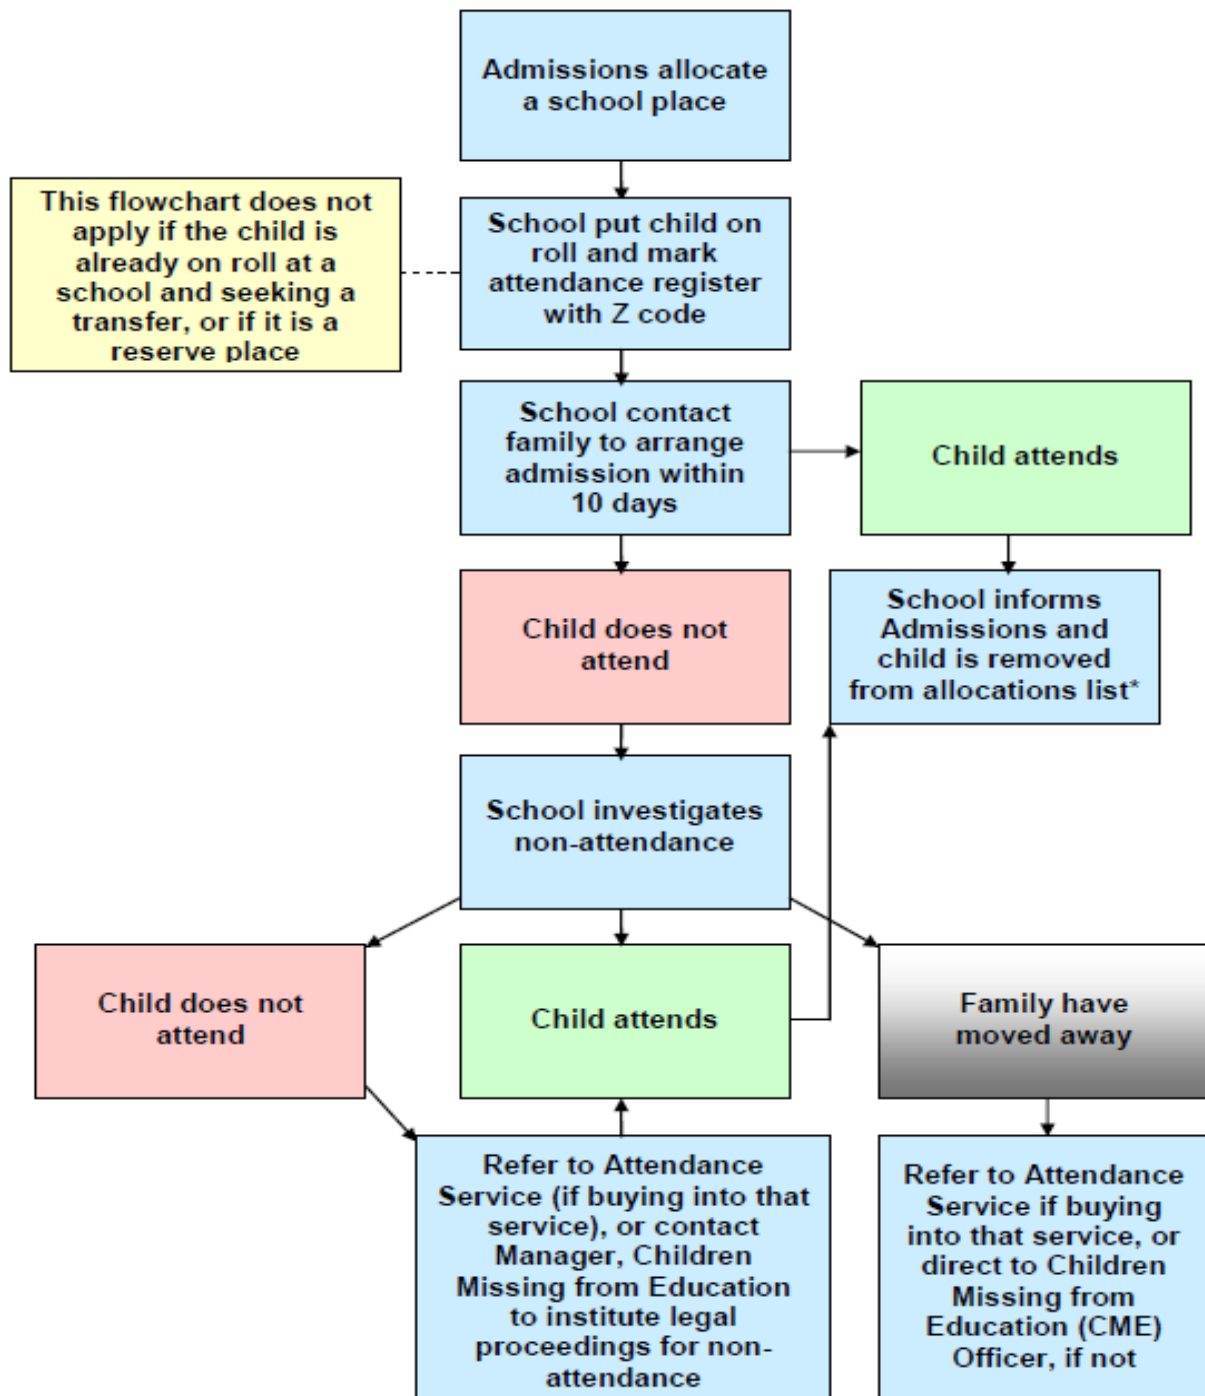 Admissions allocate
a school place
This flowchart does not
apply if the child is
already on roll at a
school and seeking a
transfer, or if it is a
reserve place
School put child on
roll and mark
attendance register
with Z code
School contact
family to arrange
admission within
10 days
Child attends
Child does not
attend
School informs
Admissions and
child is removed
from allocations list*
School investigates
non-attendance
Child does not
attend
Child attends
Family have
moved away
Refer to Attendance
Service (if buying into that
service), or contact
Manager, Children
Missing from Education
to institute legal
proceedings for non-
attendance
Refer to Attendance
Service if buying
into that service, or
direct to Children
Missing from
Education (CME)
Officer, if not